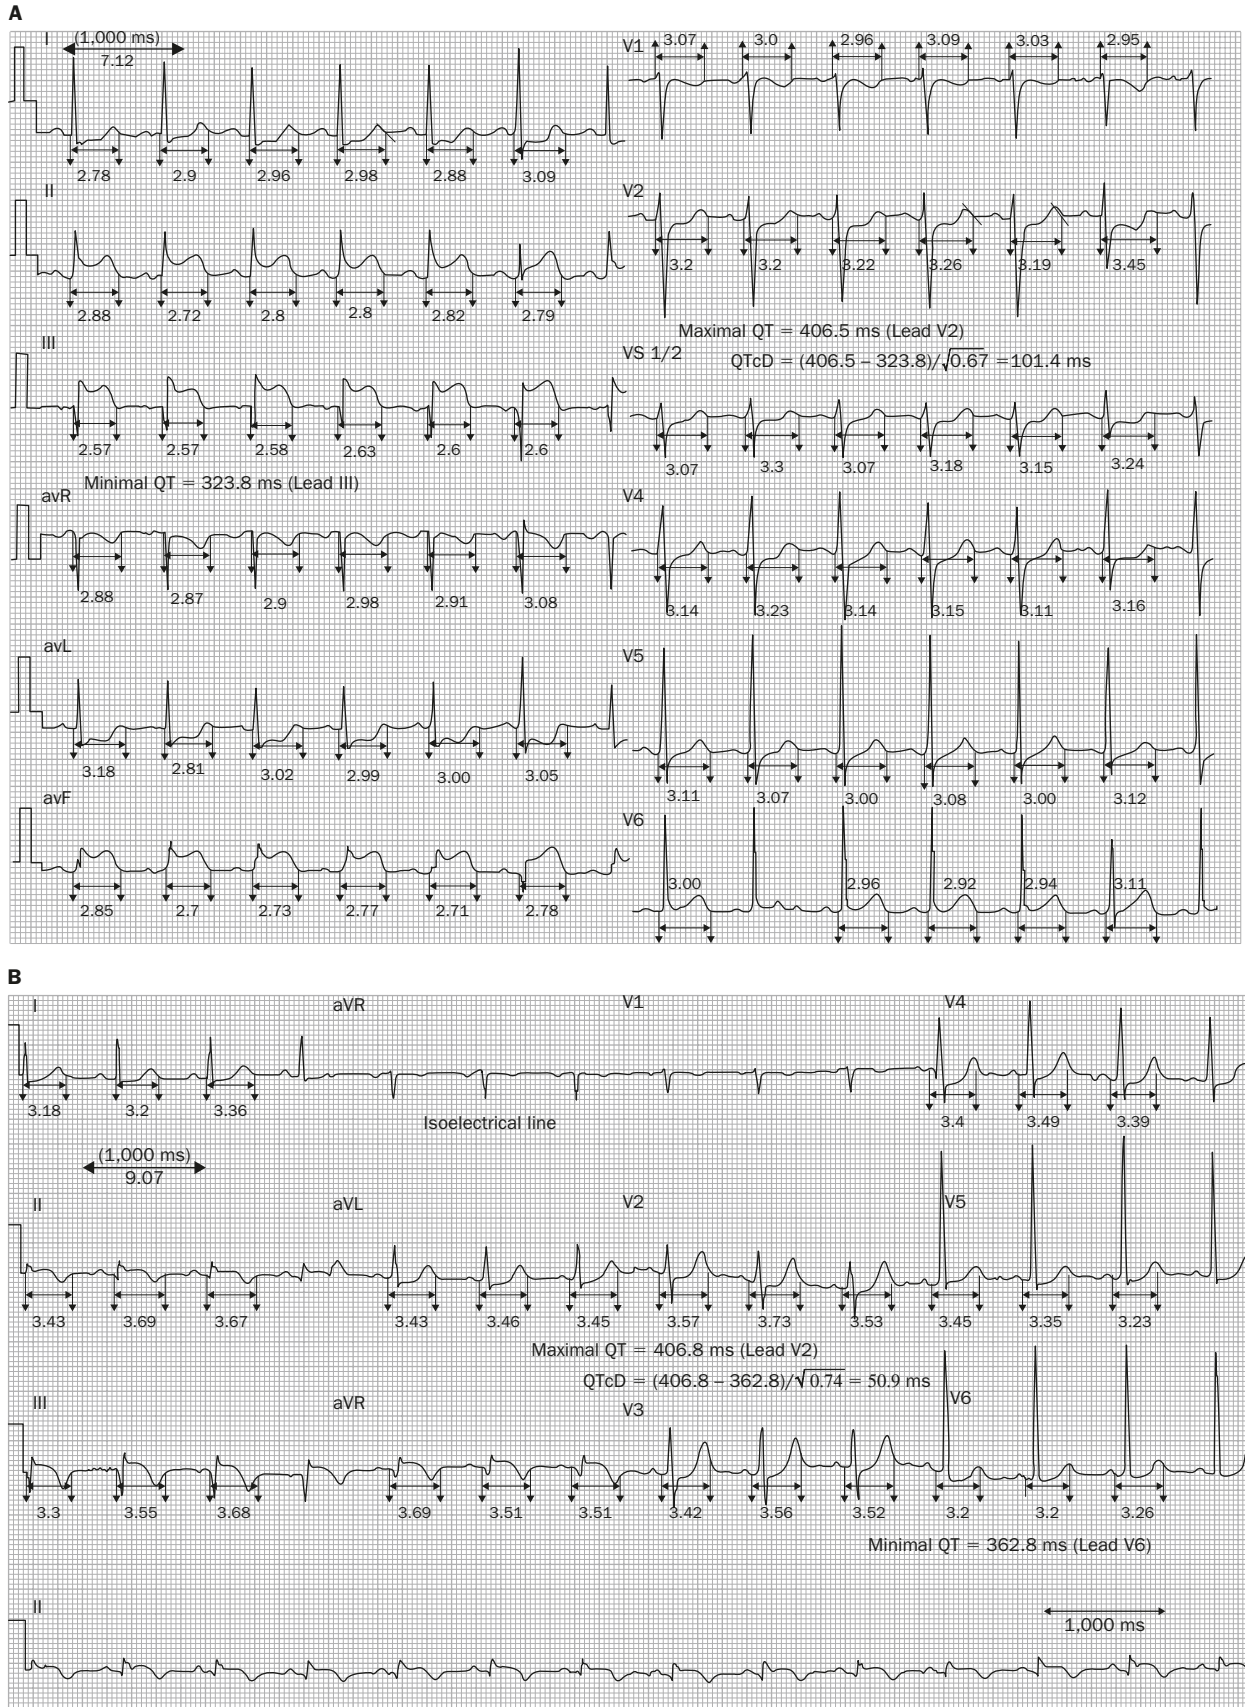 A
I
(1,000 ms)
7.12
2.78 2.9 2.96 2.98 2.88 3.09
II
2.88 2.72 2.8 2.8 2.82 2.79
III
2.57 2.57 2.58 2.63 2.6 2.6
Minimal QT = 323.8 ms (Lead III)
avR
2.88 2.87 2.9 2.98 2.91 3.08
avL
3.18 2.81 3.02 2.99 3.00 3.05
avF
2.85 2.7 2.73 2.77 2.71 2.78
V1
3.07 3.0 2.96 3.09 3.03 2.95
V2
3.2 3.2 3.22 3.26 3.19 3.45
Maximal QT = 406.5 ms (Lead V2)
VS 1/2
QTcD = (406.5 – 323.8)/√0.67 =101.4 ms
3.07 3.3 3.07 3.18 3.15 3.24
V4
3.14 3.23 3.14 3.15 3.11 3.16
V5
3.11 3.07 3.00 3.08 3.00 3.12
V6
3.00 2.96 2.92 2.94 3.11
B
I aVR V1 V4
3.18 3.2 3.36 3.4 3.49 3.39
Isoelectrical line
(1,000 ms)
9.07
II aVL V2 V5
3.43 3.69 3.67 3.43 3.46 3.45 3.57 3.73 3.53 3.45 3.35 3.23
Maximal QT = 406.8 ms (Lead V2)
QTcD = (406.8 – 362.8)/√0.74 = 50.9 ms
III aVR V3 V6
3.3 3.55 3.68 3.69 3.51 3.51 3.42 3.56 3.52 3.2 3.2 3.26
Minimal QT = 362.8 ms (Lead V6)
II
1,000 ms